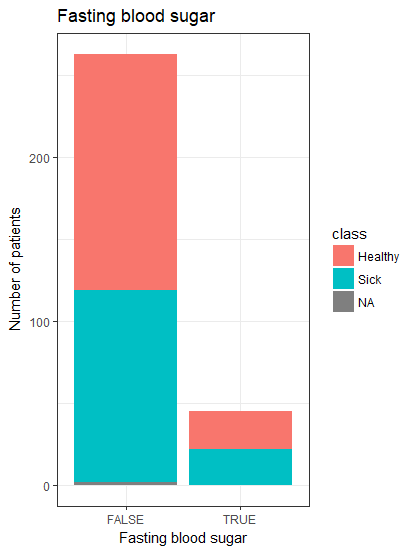 Fasting blood sugar
Number of patients
200
100
0
FALSE TRUE
Fasting blood sugar
class
Healthy
Sick
NA